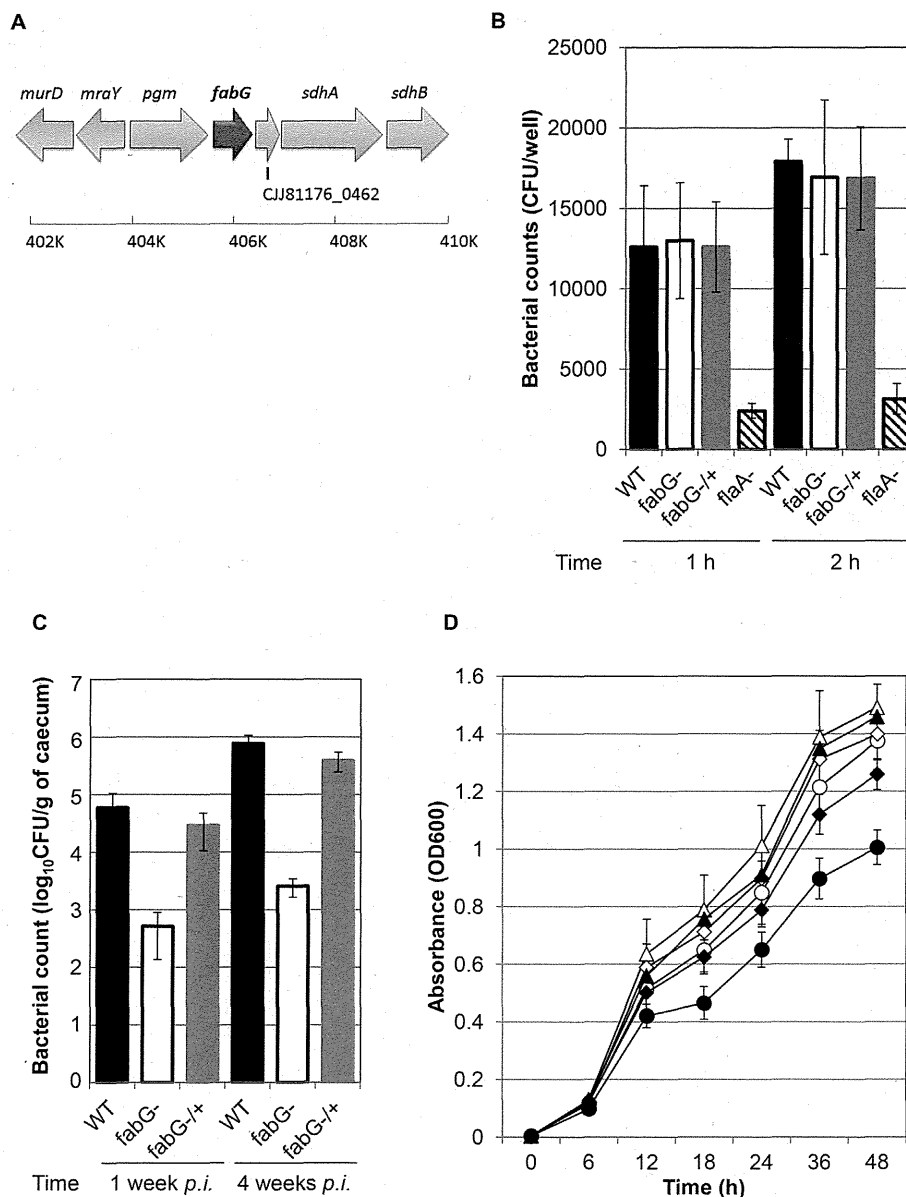 A
murD mraY pgm fabG sdhA sdhB
CJJ81176_0462
402K 404K 406K 408K 410K
B
Bacterial counts (CFU/well)
25000
20000
15000
10000
5000
0
WT fabG- fabG-/+ flaA- WT fabG- fabG-/+ flaA-
Time 1 h 2 h
C
Bacterial count (log10CFU/g of caecum)
7
6
5
4
3
2
1
0
WT fabG- fabG-/+ WT fabG- fabG-/+
Time 1 week p.i. 4 weeks p.i.
D
Absorbance (OD600)
1.6
1.4
1.2
1
0.8
0.6
0.4
0.2
0
0 6 12 18 24 36 48
Time (h)